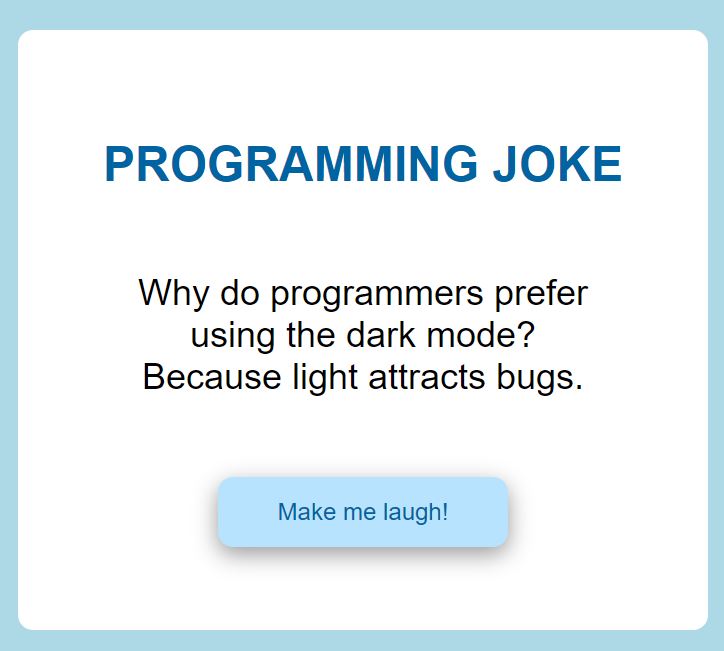 PROGRAMMING JOKE
Why do programmers prefer
using the dark mode?
Because light attracts bugs.
Make me laugh!